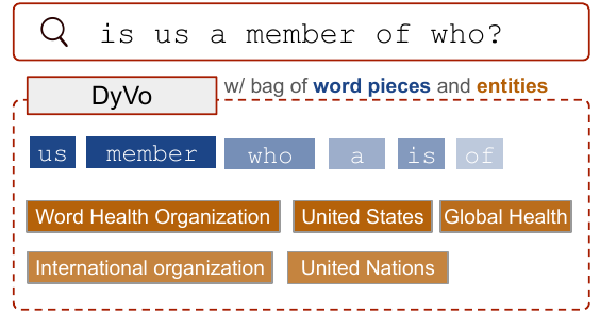 is us a member of who?
DyVo w/ bag of word pieces and entities
us member who a is of
Word Health Organization United States Global Health
International organization United Nations